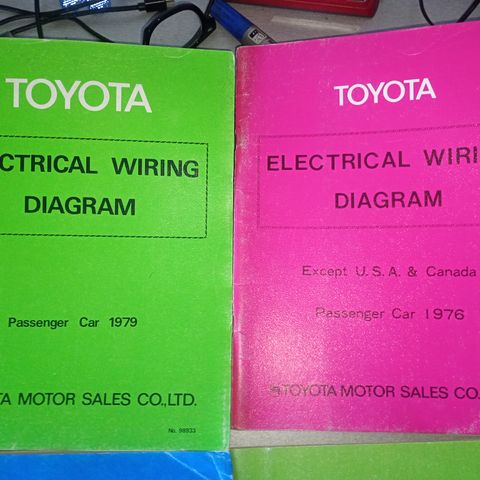 TOYOTA
CTRICAL WIRING
DIAGRAM
Passenger Car 1979
TA MOTOR SALES CO.,LTD.
No. 98933
TOYOTA
ELECTRICAL WIRI
DIAGRAM
Except U.S.A. & Canada
Passenger Car 1976
TOYOTA MOTOR SALES CO.